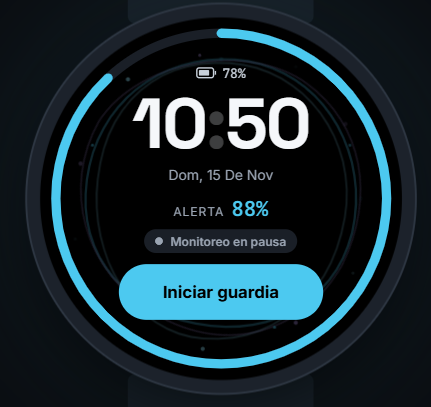 78%
10:50
Dom, 15 De Nov
ALERTA 88%
Monitoreo en pausa
Iniciar guardia